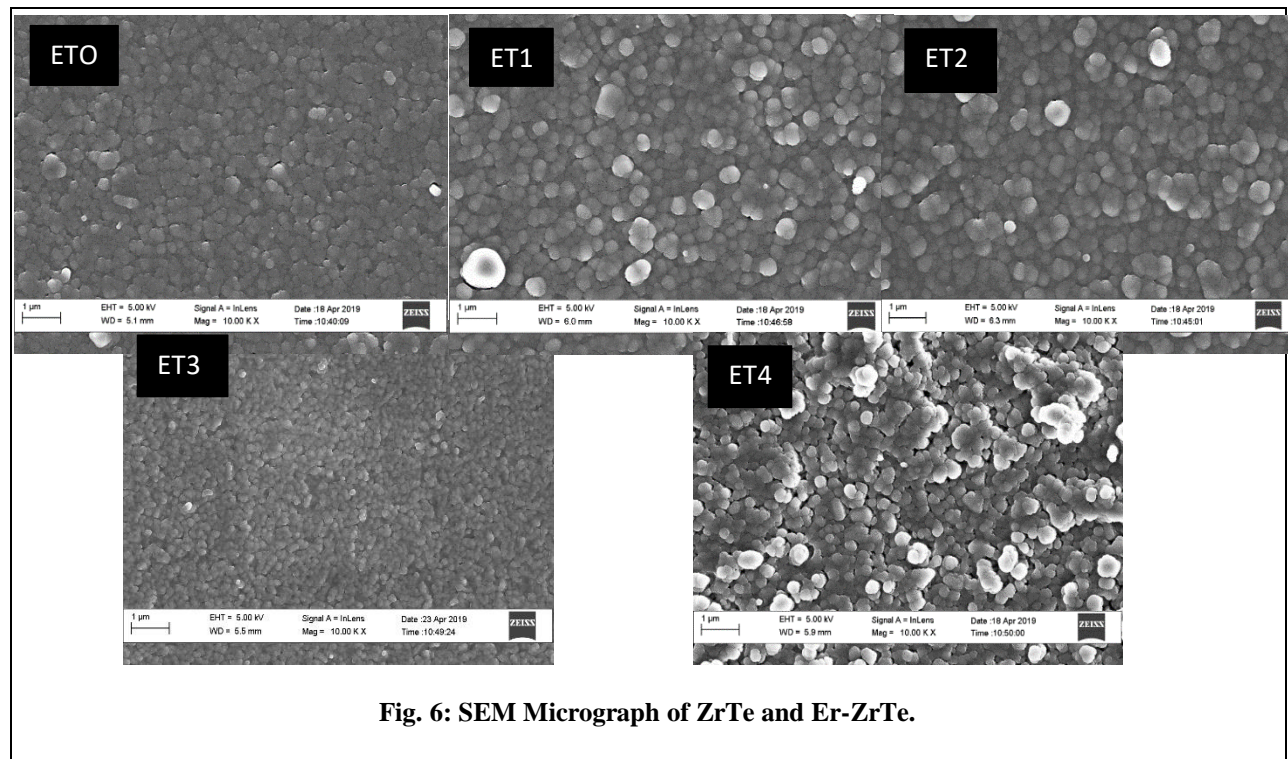 ETO
ET1
ET2
1 µm
EHT = 5.00 kV
Signal A = InLens
Date :18 Apr 2019
WD = 5.1 mm
Mag = 10.00 K X
Time :10:40:09
ZEISS
1 µm
EHT = 5.00 kV
Signal A = InLens
Date :18 Apr 2019
WD = 6.0 mm
Mag = 10.00 K X
Time :10:46:58
ZEISS
1 µm
EHT = 5.00 kV
Signal A = InLens
Date :18 Apr 2019
WD = 6.3 mm
Mag = 10.00 K X
Time :10:45:01
ZEISS
ET3
ET4
1 µm
EHT = 5.00 kV
Signal A = InLens
Date :23 Apr 2019
WD = 5.5 mm
Mag = 10.00 K X
Time :10:49:24
ZEISS
1 µm
EHT = 5.00 kV
Signal A = InLens
Date :18 Apr 2019
WD = 5.9 mm
Mag = 10.00 K X
Time :10:50:00
ZEISS
Fig. 6: SEM Micrograph of ZrTe and Er-ZrTe.